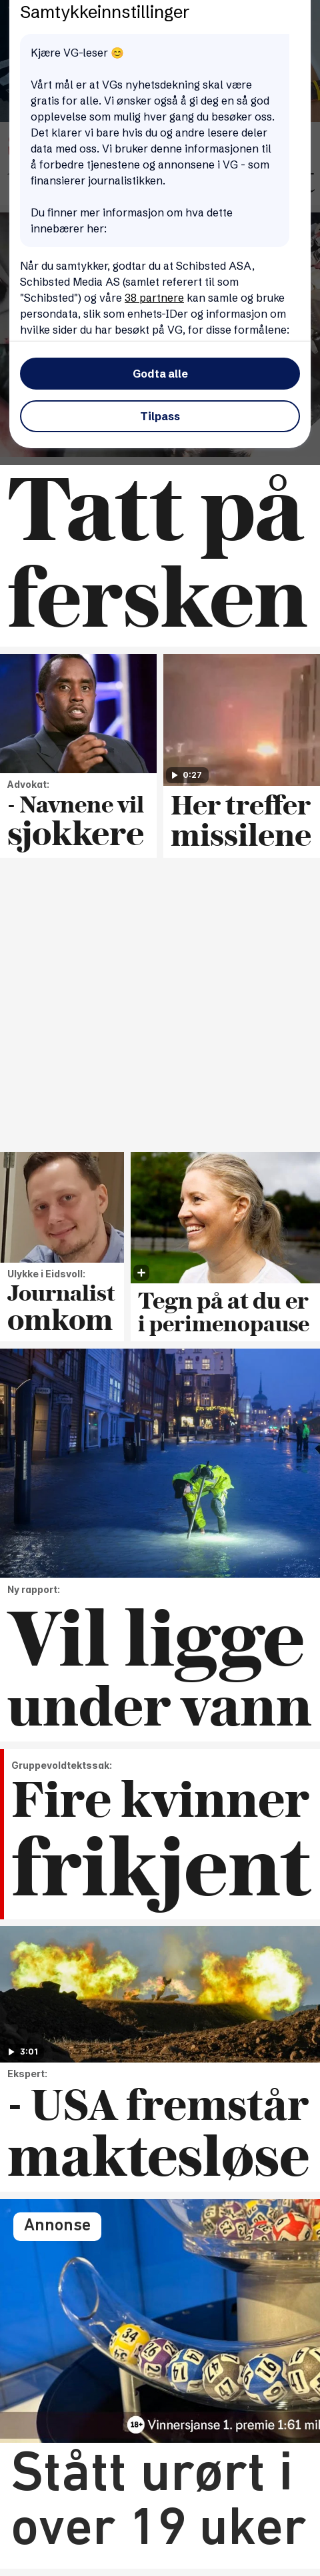 Samtykkeinnstillinger
Kjære VG-leser 😊
Vårt mål er at VGs nyhetsdekning skal være
gratis for alle. Vi ønsker også å gi deg en så god
opplevelse som mulig hver gang du besøker oss.
Det klarer vi bare hvis du og andre lesere deler
data med oss. Vi bruker denne informasjonen til
å forbedre tjenestene og annonsene i VG - som
finansierer journalistikken.
Du finner mer informasjon om hva dette
innebærer her:
Når du samtykker, godtar du at Schibsted ASA,
Schibsted Media AS (samlet referert til som
"Schibsted") og våre 38 partnere kan samle og bruke
persondata, slik som enhets-IDer og informasjon om
hvilke sider du har besøkt på VG, for disse formålene:
Godta alle
Tilpass
Tatt på
fersken
Advokat:
- Navnene vil
sjokkere
0:27
Her treffer
missilene
Ulykke i Eidsvoll:
Journalist
omkom
Tegn på at du er
i perimenopause
Ny rapport:
Vil ligge
under vann
Gruppevoldtektssak:
Fire kvinner
frikjent
3:01
Ekspert:
- USA fremstår
maktesløse
Annonse
34
16
18+ Vinnersjanse 1. premie 1:61 mil
Stått urørt i
over 19 uker